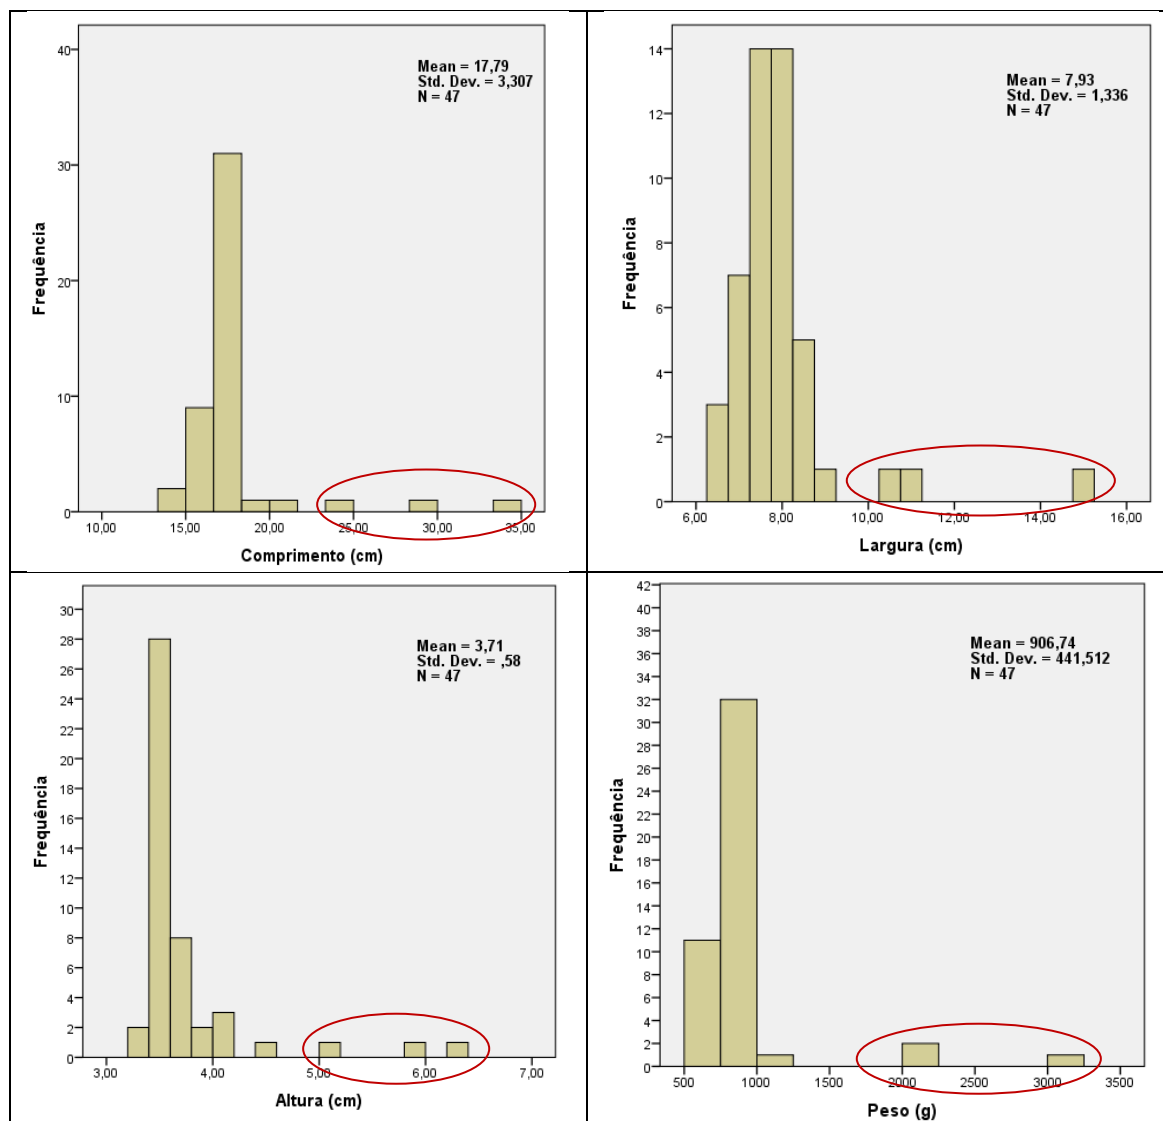 40
30
20
10
0
Frequência
Mean = 17,79
Std. Dev. = 3,307
N = 47
10,00 15,00 20,00 25,00 30,00 35,00
Comprimento (cm)
14
12
10
8
6
4
2
0
Frequência
Mean = 7,93
Std. Dev. = 1,336
N = 47
6,00 8,00 10,00 12,00 14,00 16,00
Largura (cm)
30
28
26
24
22
20
18
16
14
12
10
8
6
4
2
0
Frequência
Mean = 3,71
Std. Dev. = ,58
N = 47
3,00 4,00 5,00 6,00 7,00
Altura (cm)
42
40
38
36
34
32
30
28
26
24
22
20
18
16
14
12
10
8
6
4
2
0
Frequência
Mean = 906,74
Std. Dev. = 441,512
N = 47
500 1000 1500 2000 2500 3000 3500
Peso (g)